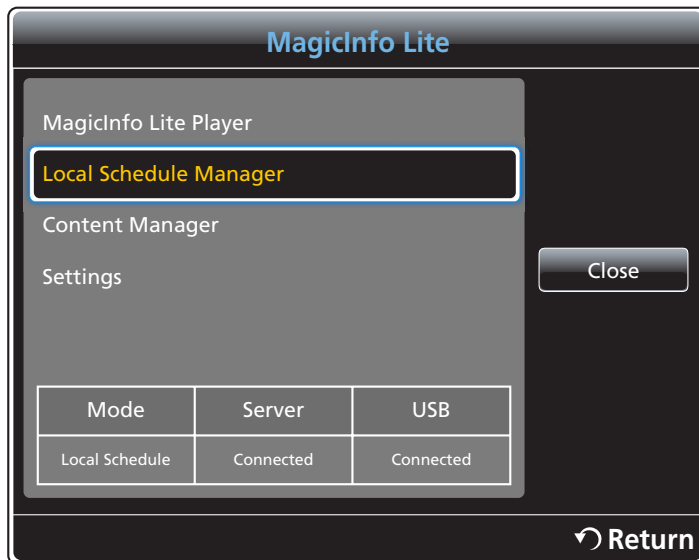 MagicInfo Lite
MagicInfo Lite Player
Local Schedule Manager
Content Manager
Settings
Close
Mode Server USB
Local Schedule Connected Connected
Return